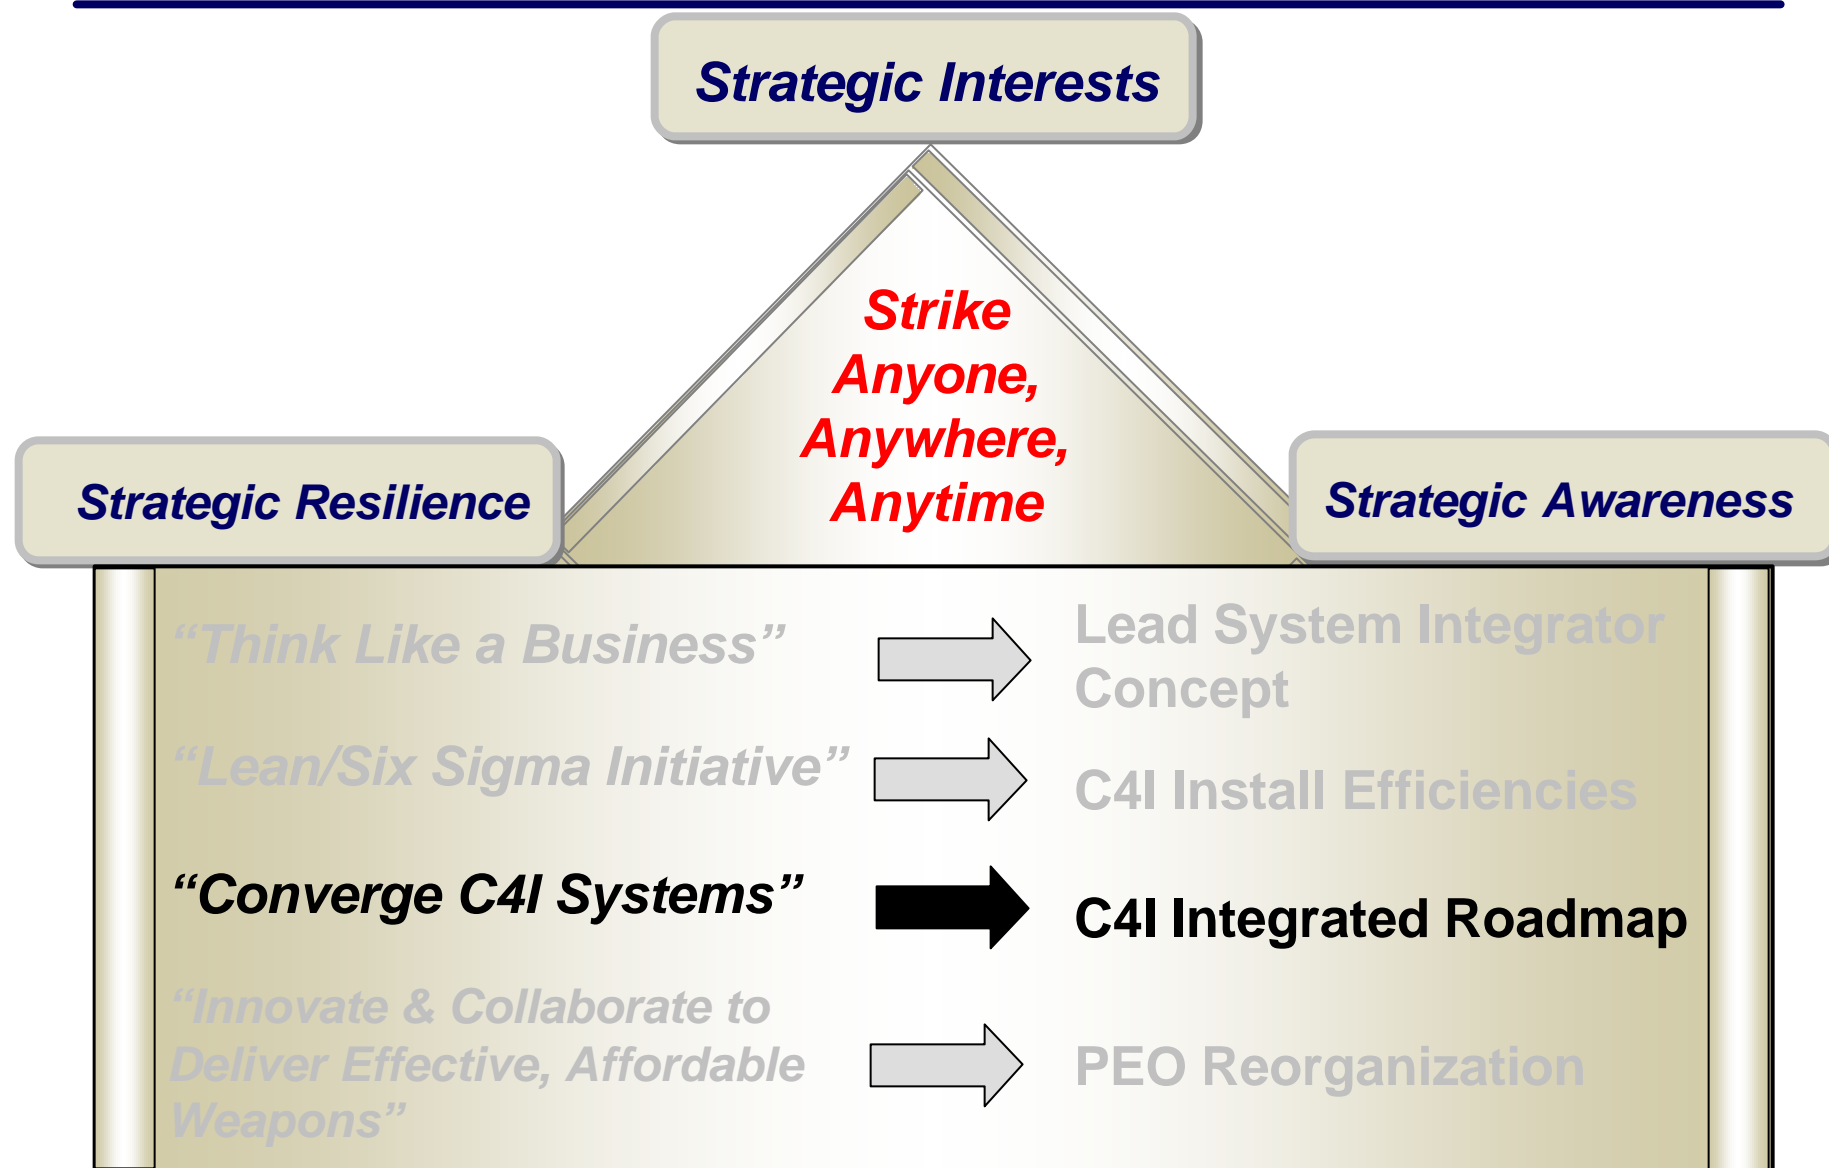 Strategic Interests
Strike
Anyone,
Anywhere,
Anytime
Strategic Resilience
Strategic Awareness
“Think Like a Business”
Lead System Integrator
Concept
“Lean/Six Sigma Initiative”
C4I Install Efficiencies
“Converge C4I Systems”
C4I Integrated Roadmap
“Innovate & Collaborate to
Deliver Effective, Affordable
Weapons”
PEO Reorganization